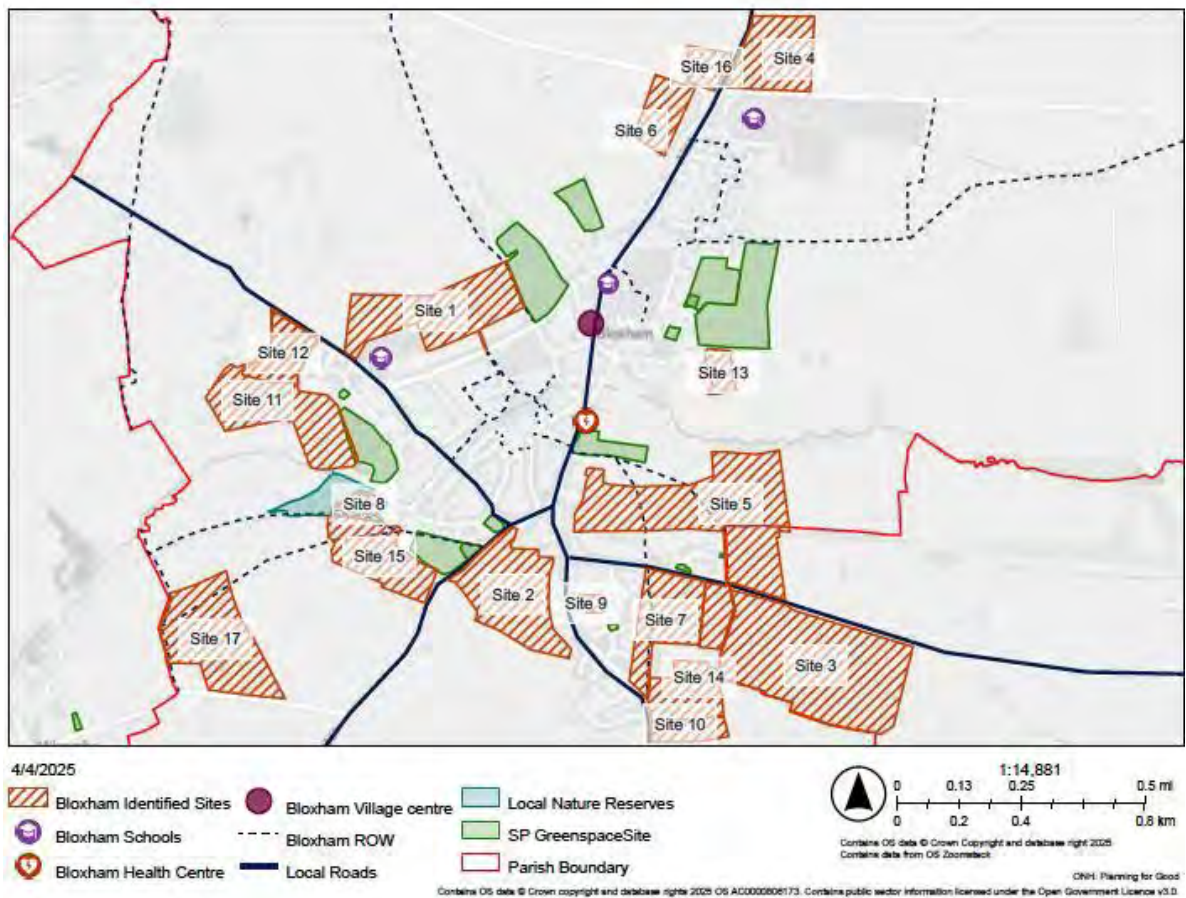 Site 16
Site 4
Site 6
Site 1
Bloxham
Site 12
Site 13
Site 11
Site 8
Site 5
Site 15
Site 2
Site 9
Site 7
Site 17
Site 3
Site 14
Site 10
4/4/2025
Bloxham Identified Sites
Bloxham Schools
Bloxham Health Centre
Bloxham Village centre
Bloxham ROW
Local Roads
Local Nature Reserves
SP GreenspaceSite
Parish Boundary
1:14,881
0 0.13 0.25 0.5 mi
0 0.2 0.4 0.8 km
Contains OS data © Crown Copyright and database right 2025
Contains data from OS Zoomstack
ONH: Planning for Good
Contains OS data © Crown copyright and database rights 2025 OS AC0000808173. Contains public sector information licensed under the Open Government Licence v3.0.